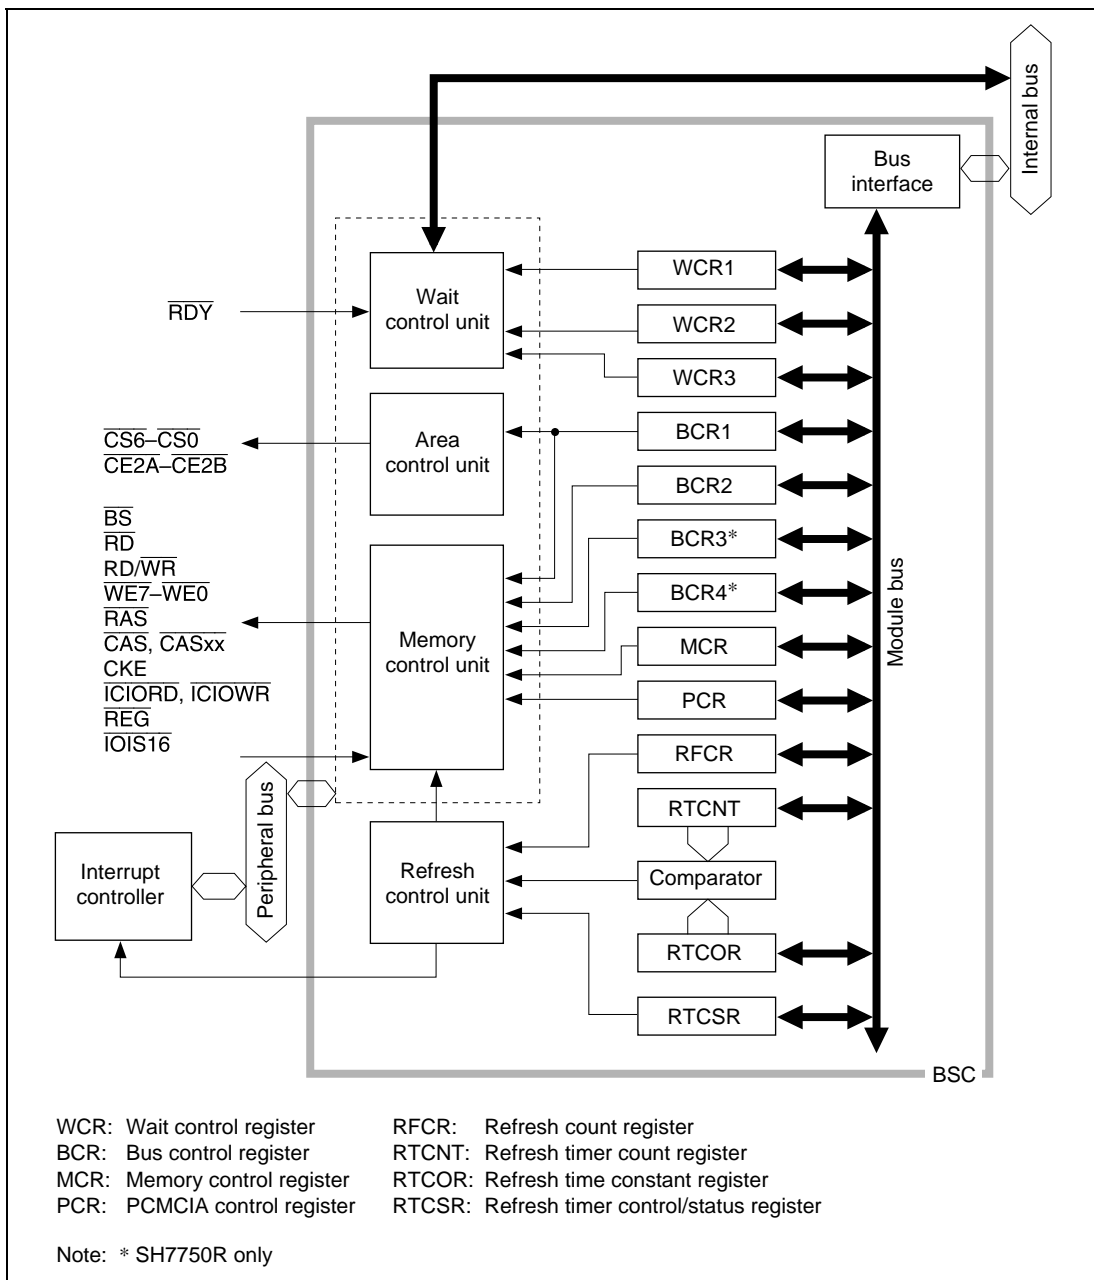 Internal bus
Bus
interface
Wait
control unit
WCR1
RDY
WCR2
WCR3
CS6–CS0
CE2A–CE2B
Area
control unit
BCR1
BCR2
BS
RD
RD/WR
WE7–WE0
RAS
CAS, CASxx
CKE
ICIORD, ICIOWR
REG
IOIS16
Memory
control unit
BCR3*
BCR4*
MCR
PCR
Module bus
RFCR
RTCNT
Peripheral bus
Interrupt
controller
Refresh
control unit
Comparator
RTCOR
RTCSR
BSC
WCR: Wait control register
BCR: Bus control register
MCR: Memory control register
PCR: PCMCIA control register
RFCR: Refresh count register
RTCNT: Refresh timer count register
RTCOR: Refresh time constant register
RTCSR: Refresh timer control/status register
Note: * SH7750R only